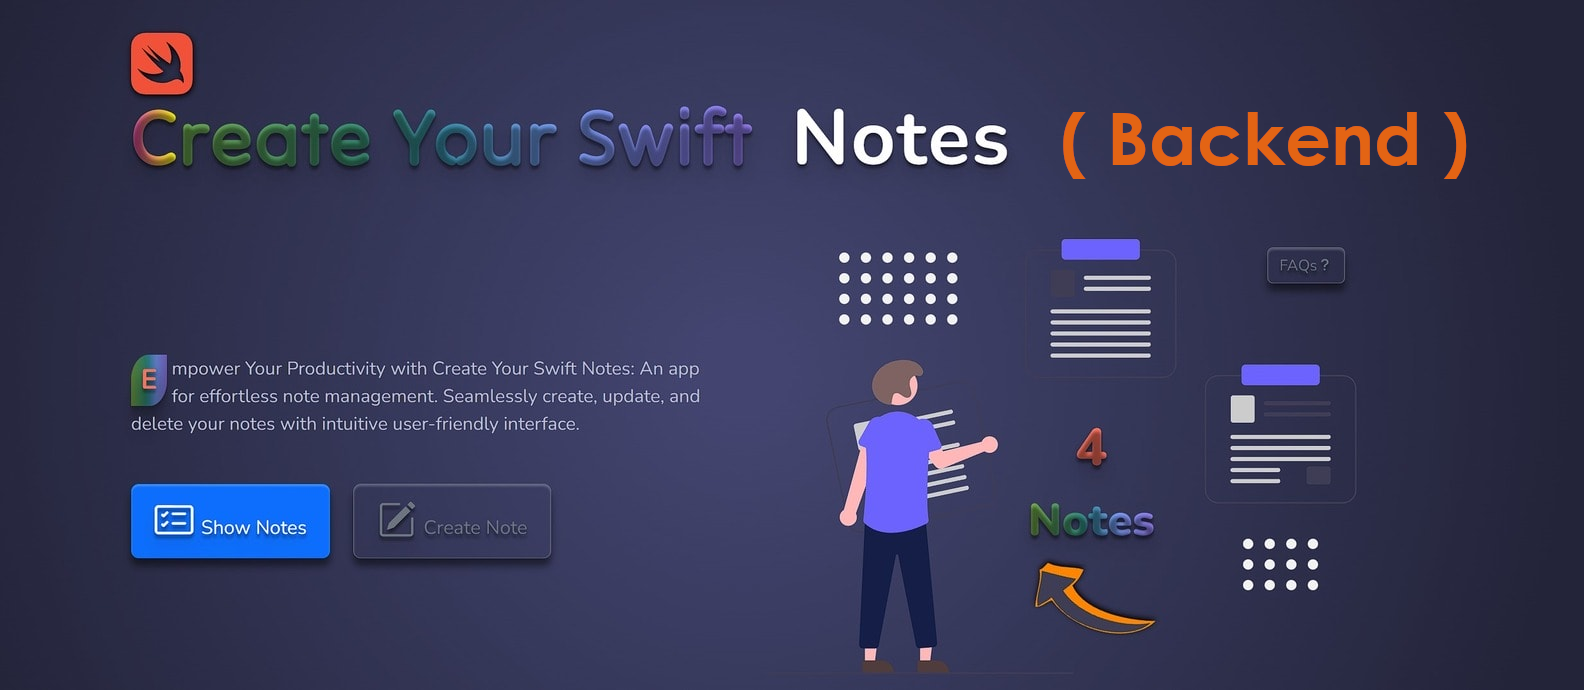 Create Your Swift Notes ( Backend )
FAQs ?
Empower Your Productivity with Create Your Swift Notes: An app
for effortless note management. Seamlessly create, update, and
delete your notes with intuitive user-friendly interface.
4
Notes
Show Notes
Create Note